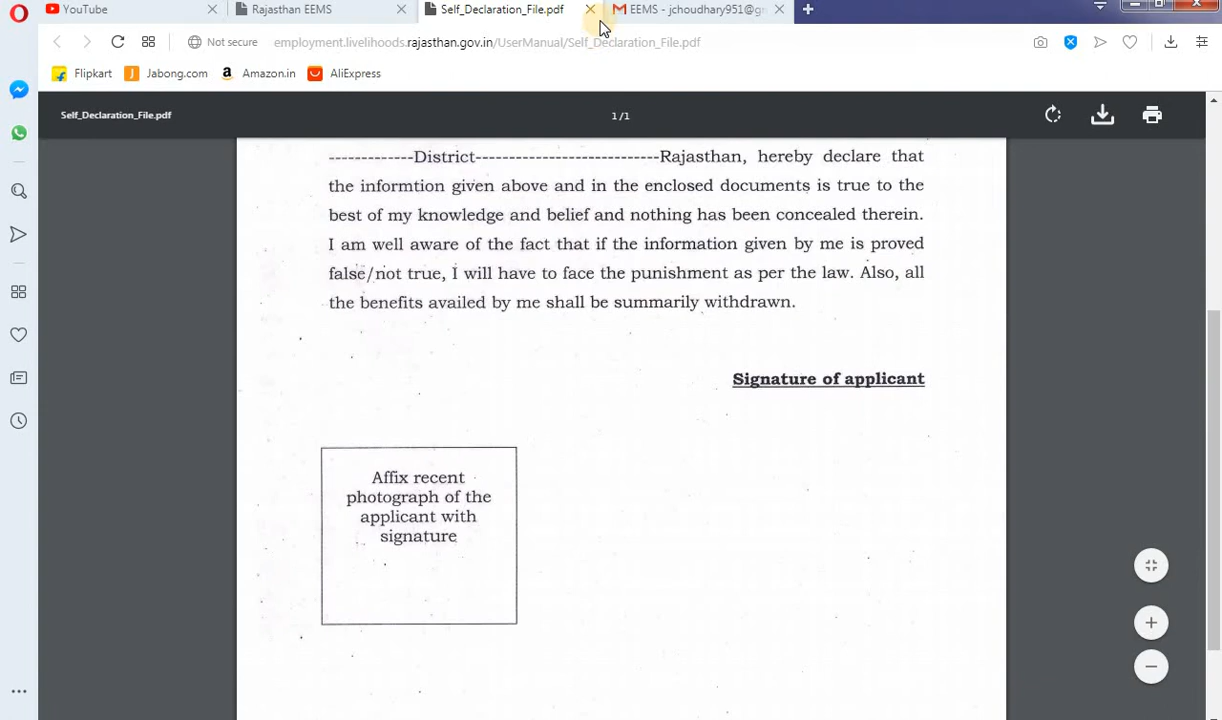 YouTube
Rajasthan EEMS
Self_Declaration_File.pdf
EEMS - jchoudhary951@gm
Not secure
employment.livelihoods.rajasthan.gov.in/UserManual/Self_Declaration_File.pdf
Flipkart
Jabong.com
Amazon.in
AliExpress
Self_Declaration_File.pdf
1/1
-------------District---------------------------Rajasthan, hereby declare that
the informtion given above and in the enclosed documents is true to the
best of my knowledge and belief and nothing has been concealed therein.
I am well aware of the fact that if the information given by me is proved
false/not true, I will have to face the punishment as per the law. Also, all
the benefits availed by me shall be summarily withdrawn.
Signature of applicant
Affix recent
photograph of the
applicant with
signature